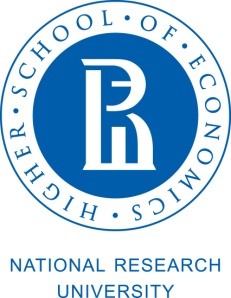 HIGHER · SCHOOL · OF · ECONOMICS ·
NATIONAL RESEARCH
UNIVERSITY